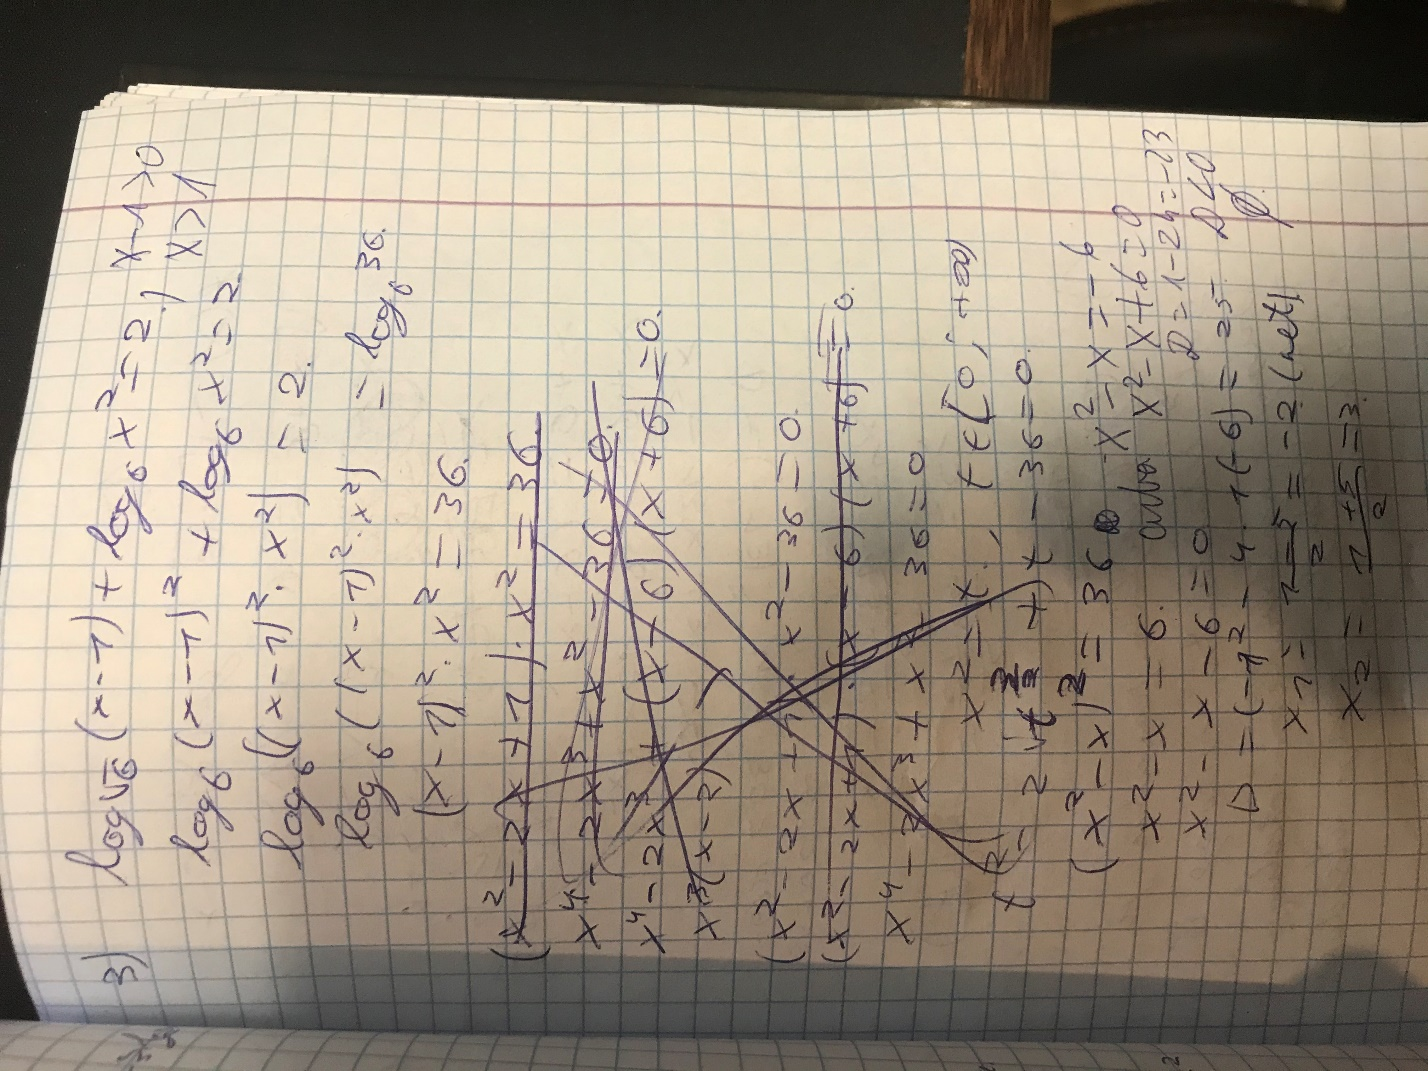 3) log√6 (x-1) + log6 x² = 2, x-1>0
x>1
log6 (x-1)² + log6 x² = 2
log6 ((x-1)² · x²) = 2.
log6 ((x-1)² · x²) = log6 36.
(x-1)² · x² = 36.
(x² - 2x + 1) · x² = 36
x⁴ - 2x³ + x² - 36 = 0.
x⁴ - 2x³ + (x-6)(x+6) = 0.
x³(x-2)
(x² - 2x + 1) · x² - 36 = 0.
(x² - 2x + 1) · (x-6)(x+6) = 0.
x⁴ - 2x³ + x² - 36 = 0
x² = t, t∈[0; +∞)
t² - 2 + t - 36 = 0.
(x² - x)² = 36 x² - x = -6
x² - x = 6. x² - x + 6 = 0
x² - x - 6 = 0 D = 1 - 24 = -23
D = (-1)² - 4 · (-6) = 25. D<0
∅.
x1 = 1-5/2 = -2 (нет)
x2 = 1+5/2 = 3.